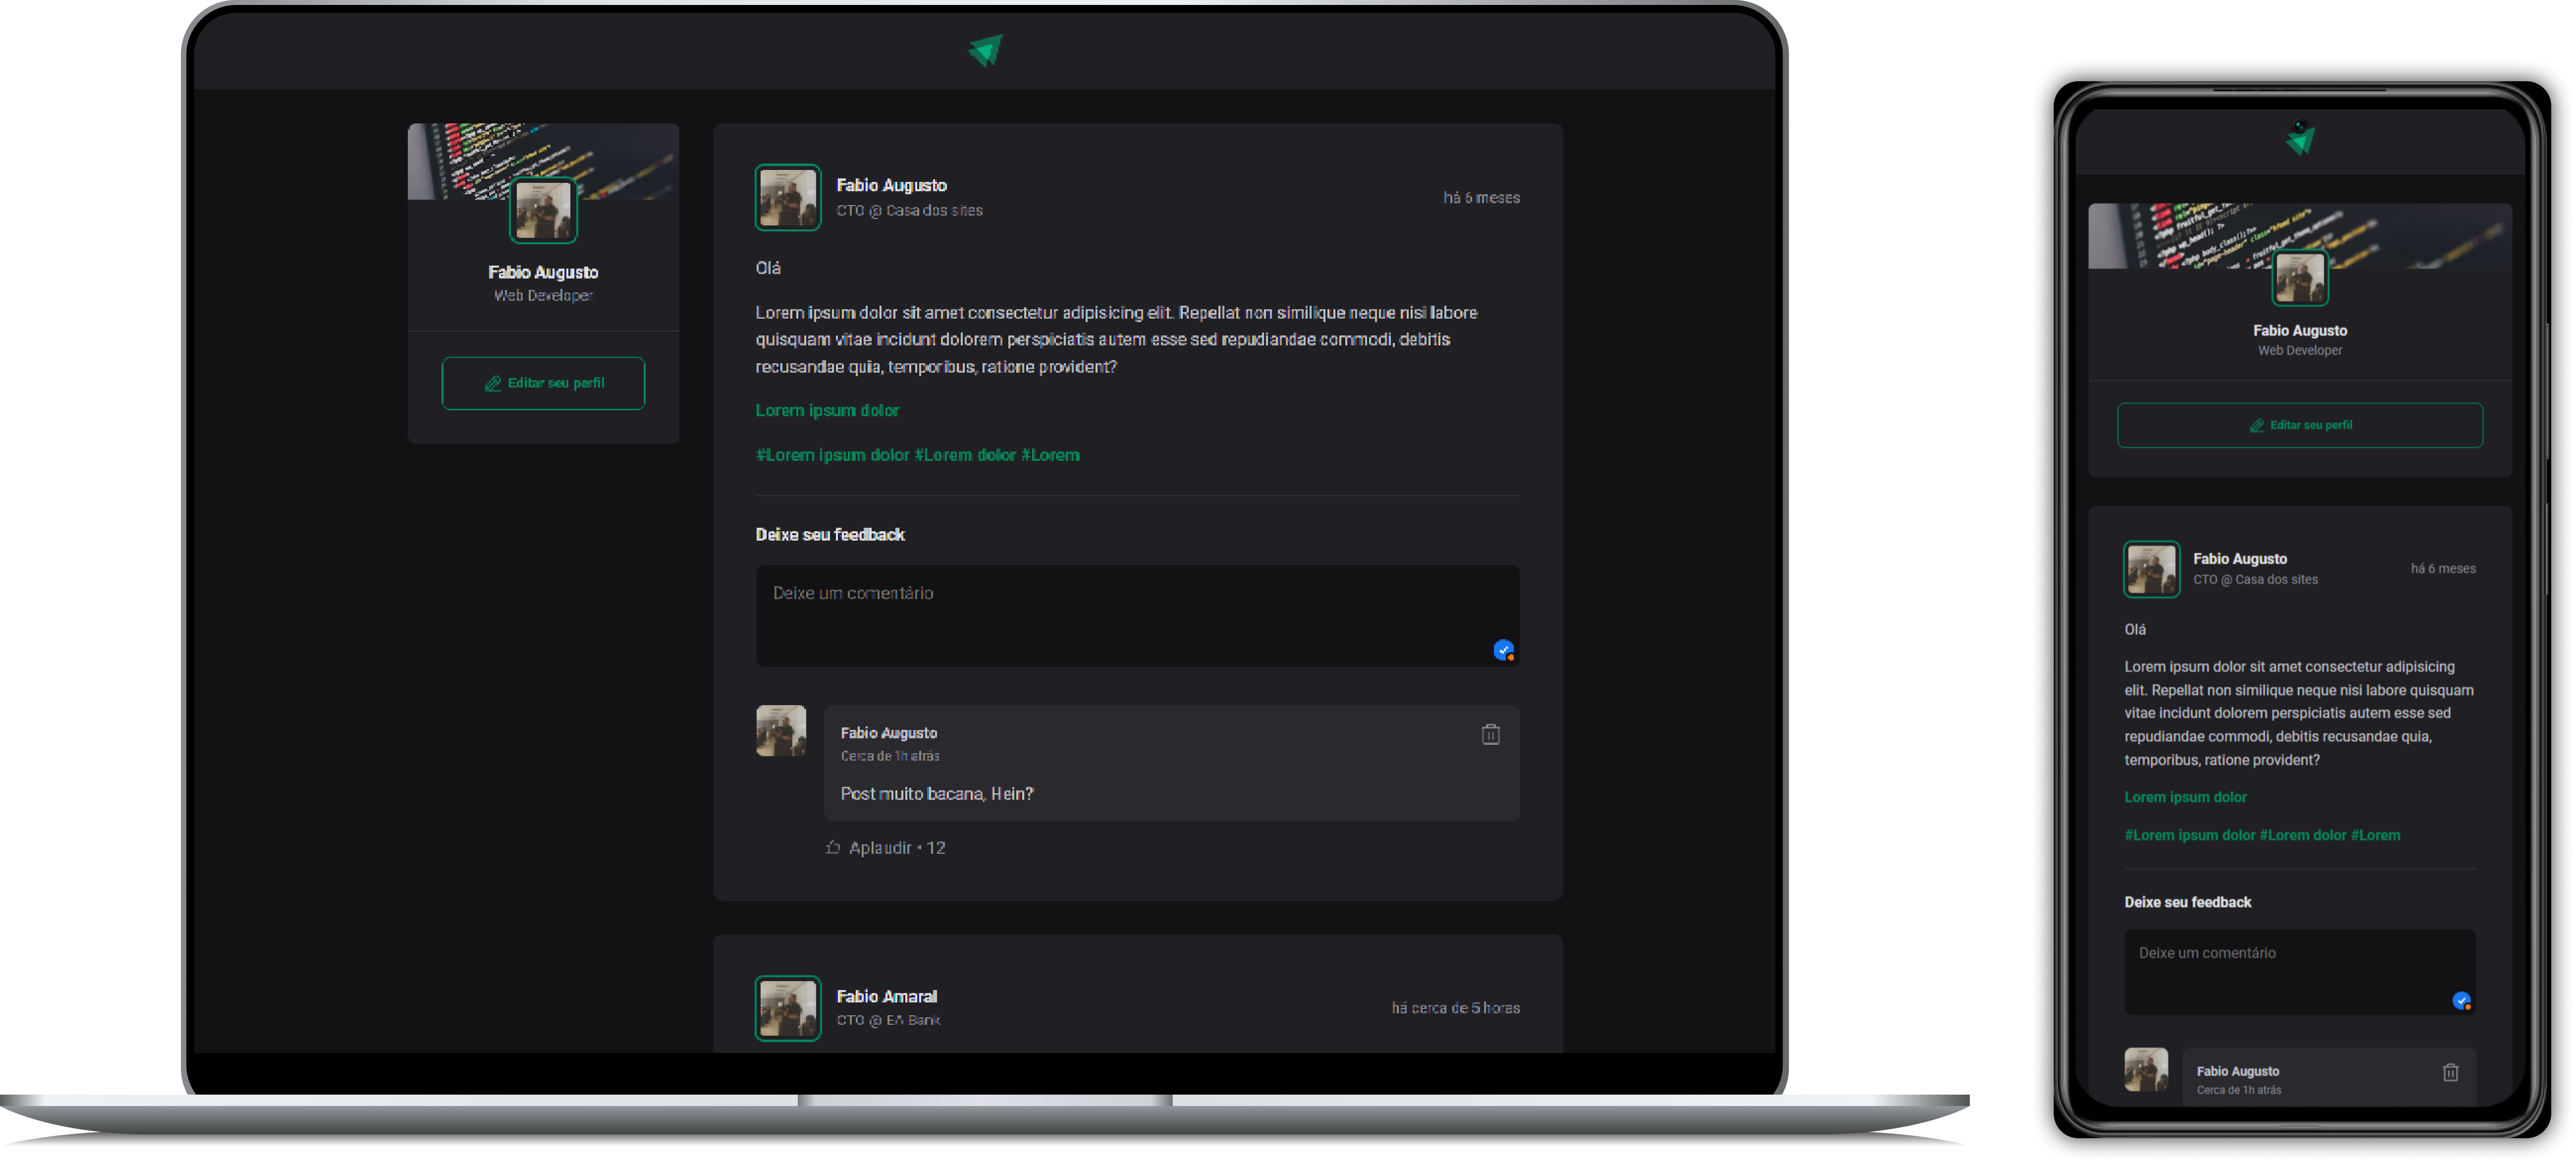 Fabio Augusto
Web Developer
Editar seu perfil
Fabio Augusto
CTO @ Casa dos sites
há 6 meses
Olá
Lorem ipsum dolor sit amet consectetur adipisicing elit. Repellat non similique neque nisi labore
quisquam vitae incidunt dolorem perspiciatis autem esse sed repudiandae commodi, debitis
recusandae quia, temporibus, ratione provident?
Lorem ipsum dolor
#Lorem ipsum dolor #Lorem dolor #Lorem
Deixe seu feedback
Deixe um comentário
Fabio Augusto
Cerca de 1h atrás
Post muito bacana, Hein?
Aplaudir • 12
Fabio Amaral
CTO @ EA Bank
há cerca de 5 horas
Fabio Augusto
Web Developer
Editar seu perfil
Fabio Augusto
CTO @ Casa dos sites
há 6 meses
Olá
Lorem ipsum dolor sit amet consectetur adipisicing
elit. Repellat non similique neque nisi labore quisquam
vitae incidunt dolorem perspiciatis autem esse sed
repudiandae commodi, debitis recusandae quia,
temporibus, ratione provident?
Lorem ipsum dolor
#Lorem ipsum dolor #Lorem dolor #Lorem
Deixe seu feedback
Deixe um comentário
Fabio Augusto
Cerca de 1h atrás